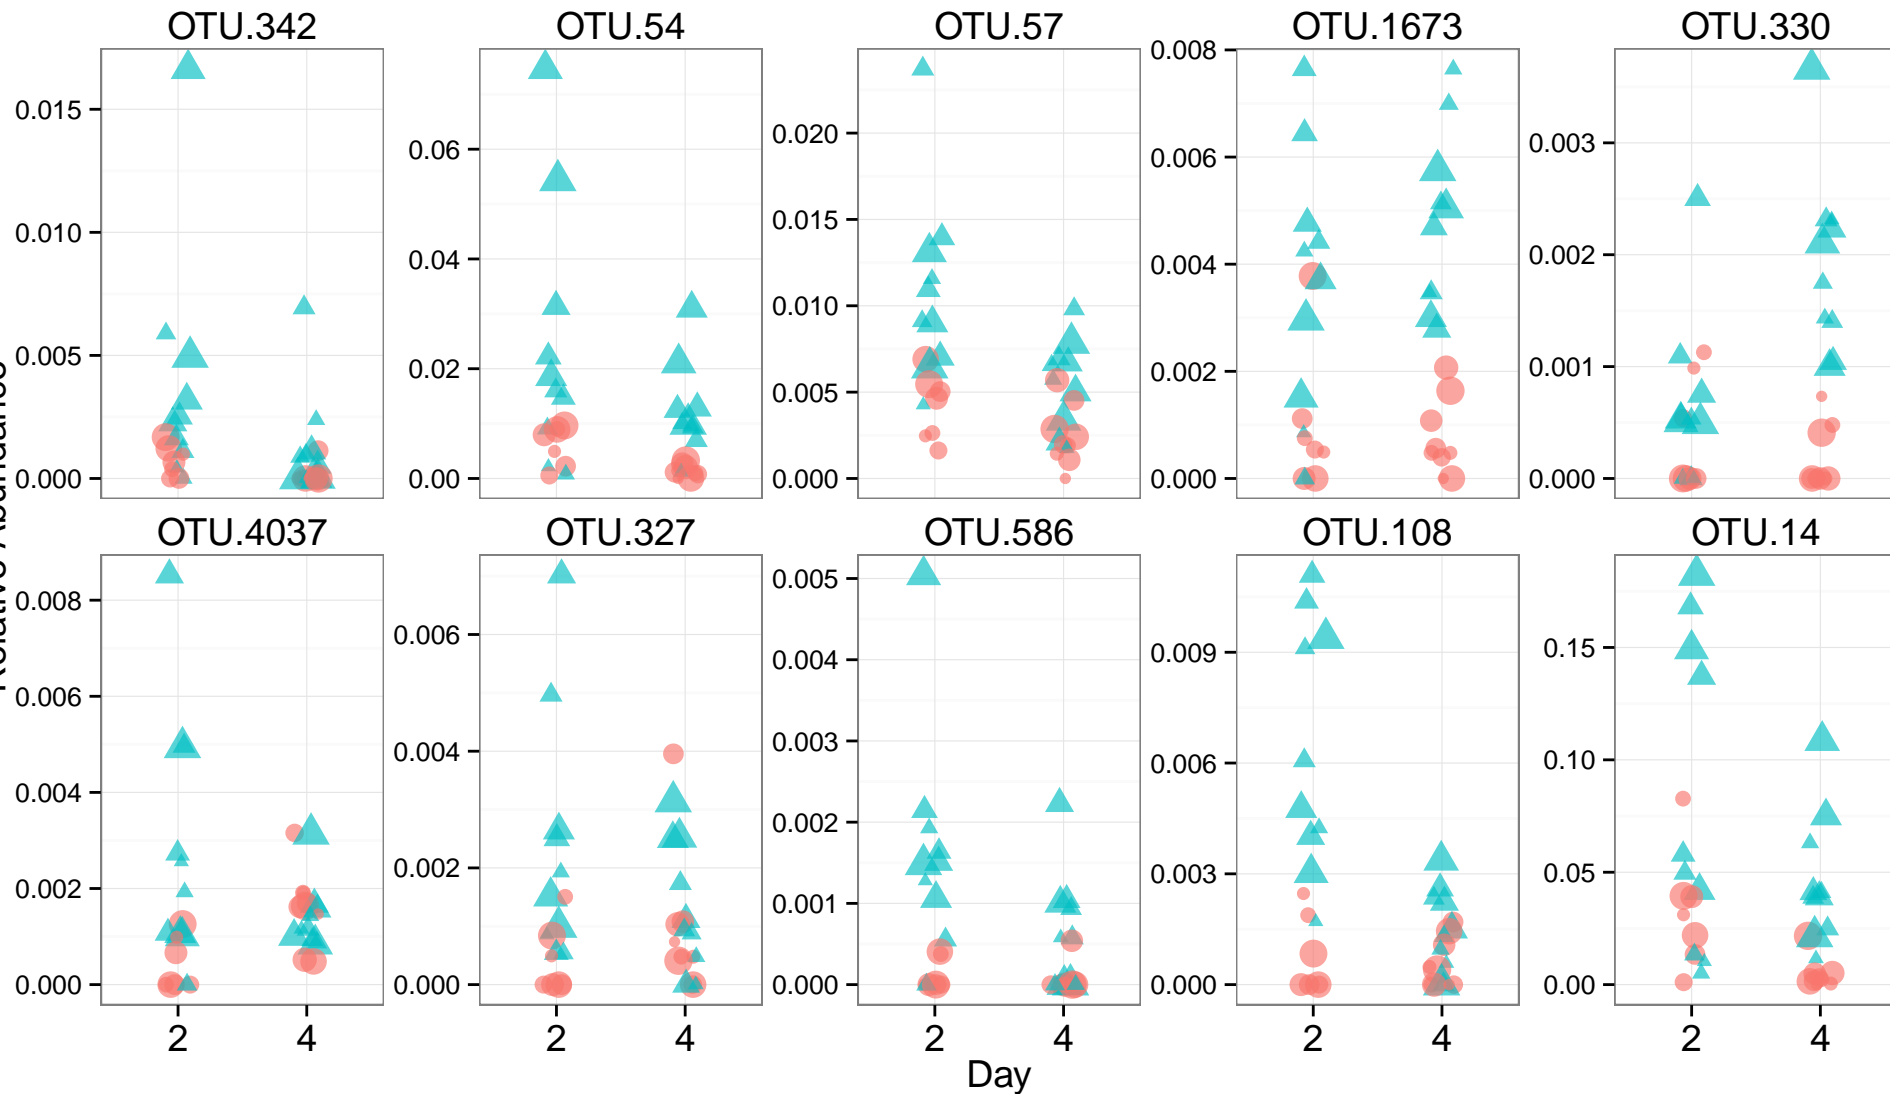 OTU.342 OTU.54 OTU.57 OTU.1673 OTU.330
0.015 0.010 0.005 0.000
0.06 0.04 0.02 0.00
0.020 0.015 0.010 0.005 0.000
0.008 0.006 0.004 0.002 0.000
0.003 0.002 0.001 0.000
OTU.4037 OTU.327 OTU.586 OTU.108 OTU.14
0.008 0.006 0.004 0.002 0.000
0.006 0.004 0.002 0.000
0.005 0.004 0.003 0.002 0.001 0.000
0.009 0.006 0.003 0.000
0.15 0.10 0.05 0.00
2 4 2 4 2 4 2 4 2 4
Day